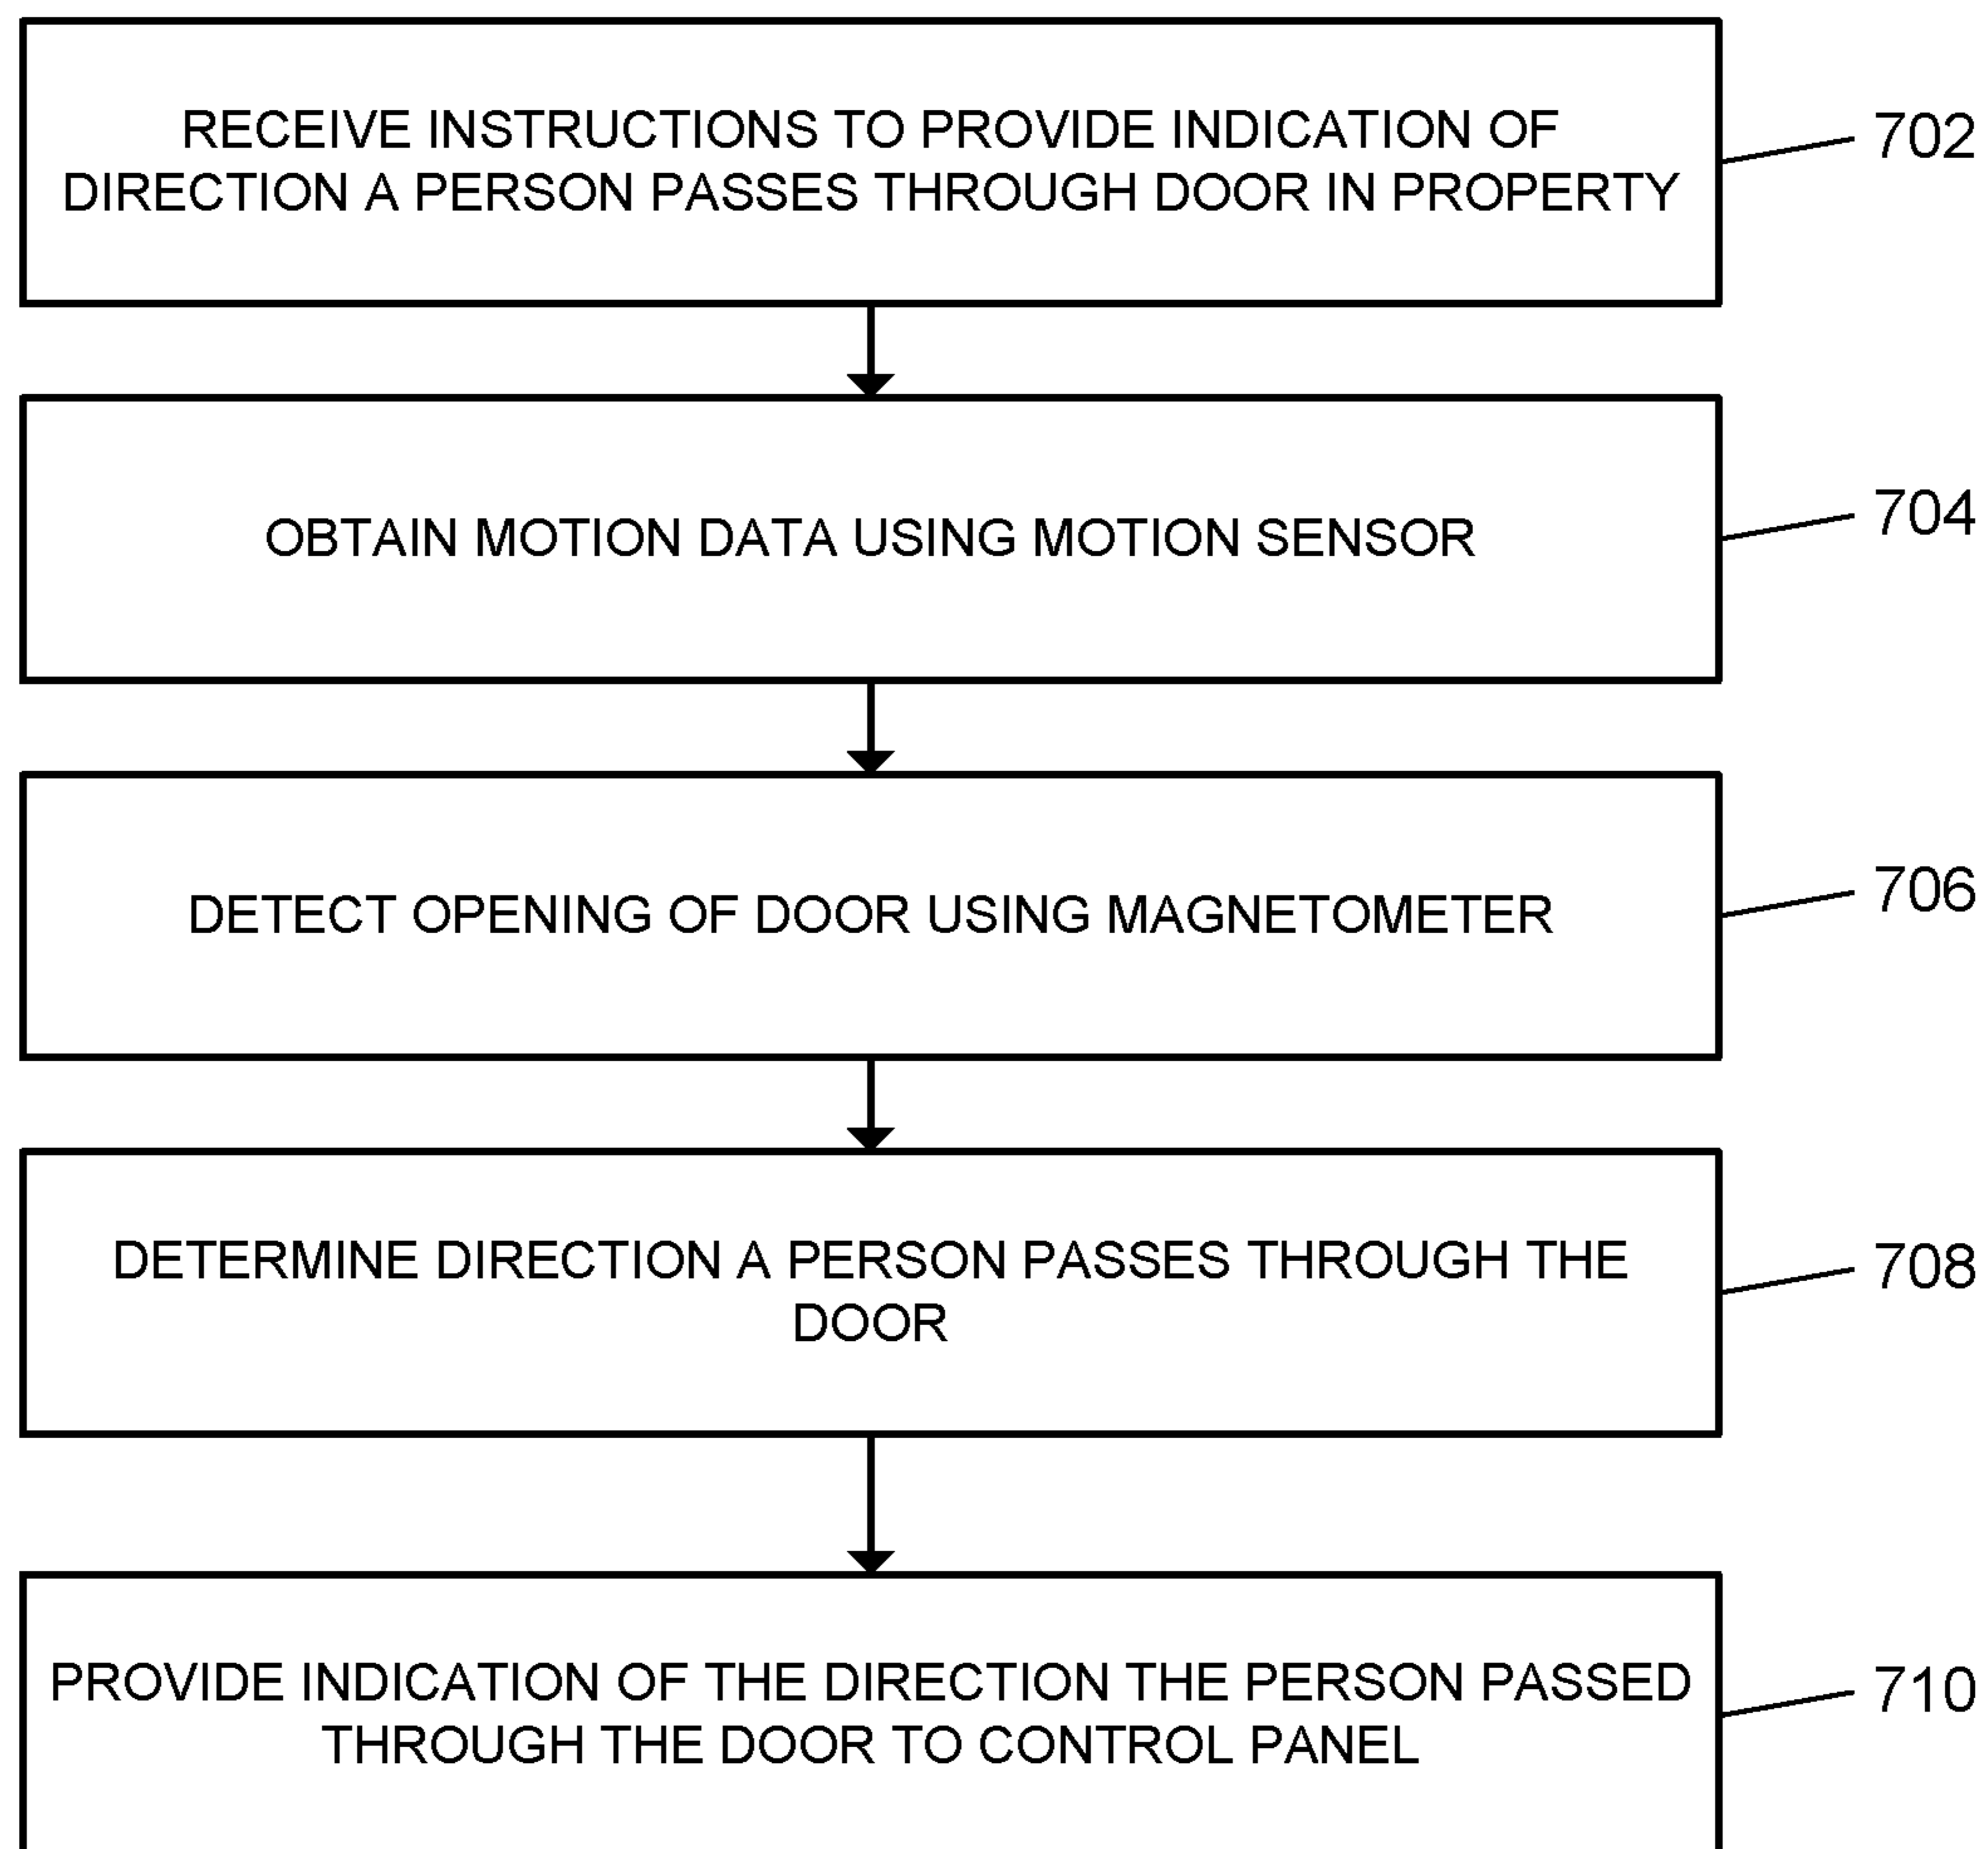 RECEIVE INSTRUCTIONS TO PROVIDE INDICATION OF
DIRECTION A PERSON PASSES THROUGH DOOR IN PROPERTY
702
OBTAIN MOTION DATA USING MOTION SENSOR
704
DETECT OPENING OF DOOR USING MAGNETOMETER
706
DETERMINE DIRECTION A PERSON PASSES THROUGH THE
DOOR
708
PROVIDE INDICATION OF THE DIRECTION THE PERSON PASSED
THROUGH THE DOOR TO CONTROL PANEL
710